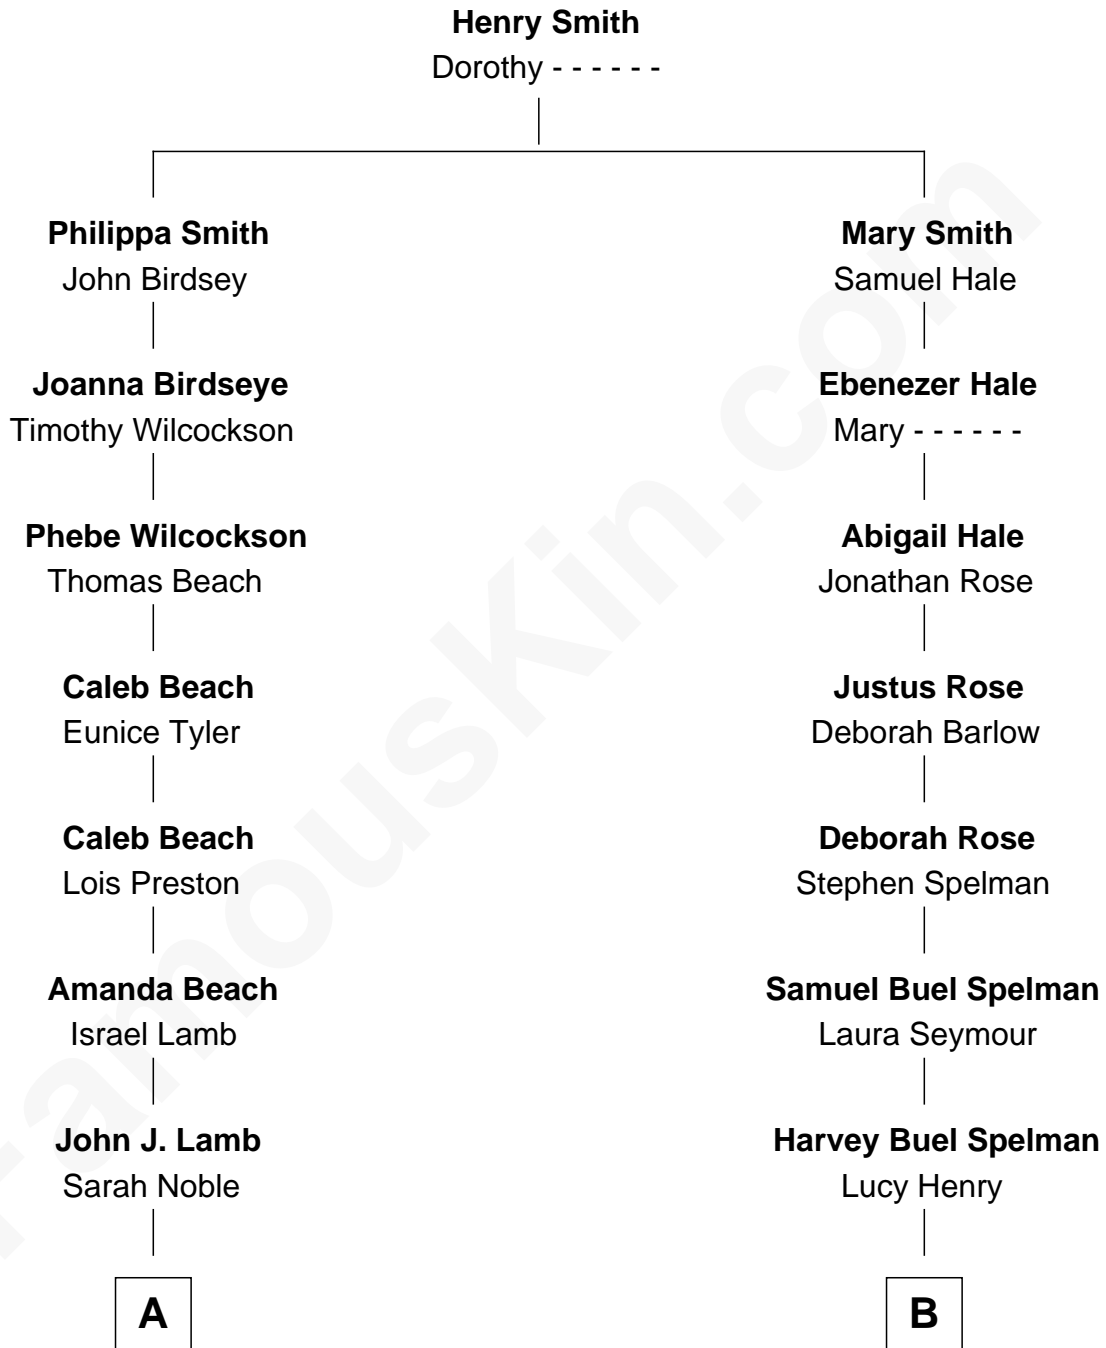 Henry Smith
Dorothy - - - - - -
Philippa Smith
John Birdsey
Mary Smith
Samuel Hale
Joanna Birdseye
Timothy Wilcockson
Ebenezer Hale
Mary - - - - - -
Phebe Wilcockson
Thomas Beach
Abigail Hale
Jonathan Rose
Caleb Beach
Eunice Tyler
Justus Rose
Deborah Barlow
Caleb Beach
Lois Preston
Deborah Rose
Stephen Spelman
Amanda Beach
Israel Lamb
Samuel Buel Spelman
Laura Seymour
John J. Lamb
Sarah Noble
Harvey Buel Spelman
Lucy Henry
A
B
FamousKin.com